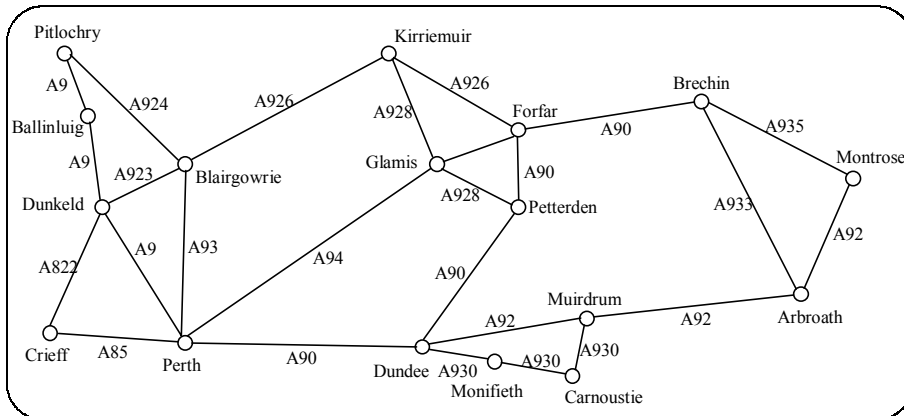 Pitlochry
Kirriemuir
A9
A924
A926
A926
Brechin
A928
Forfar
Ballinluig
A90
A935
A9
A923
Glamis
A90
Montrose
Blairgowrie
A928
Dunkeld
Petterden
A933
A9
A93
A92
A94
A822
A90
Muirdrum
A92
A92
Arbroath
Crieff
A85
Perth
A90
Dundee
A930
A930
A930
Monifieth
Carnoustie